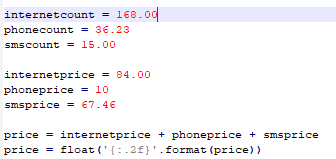 internetcount = 168.00
phonecount = 36.23
smscount = 15.00
internetprice = 84.00
phoneprice = 10
smsprice = 67.46
price = internetprice + phoneprice + smsprice
price = float('{:.2f}'.format(price))